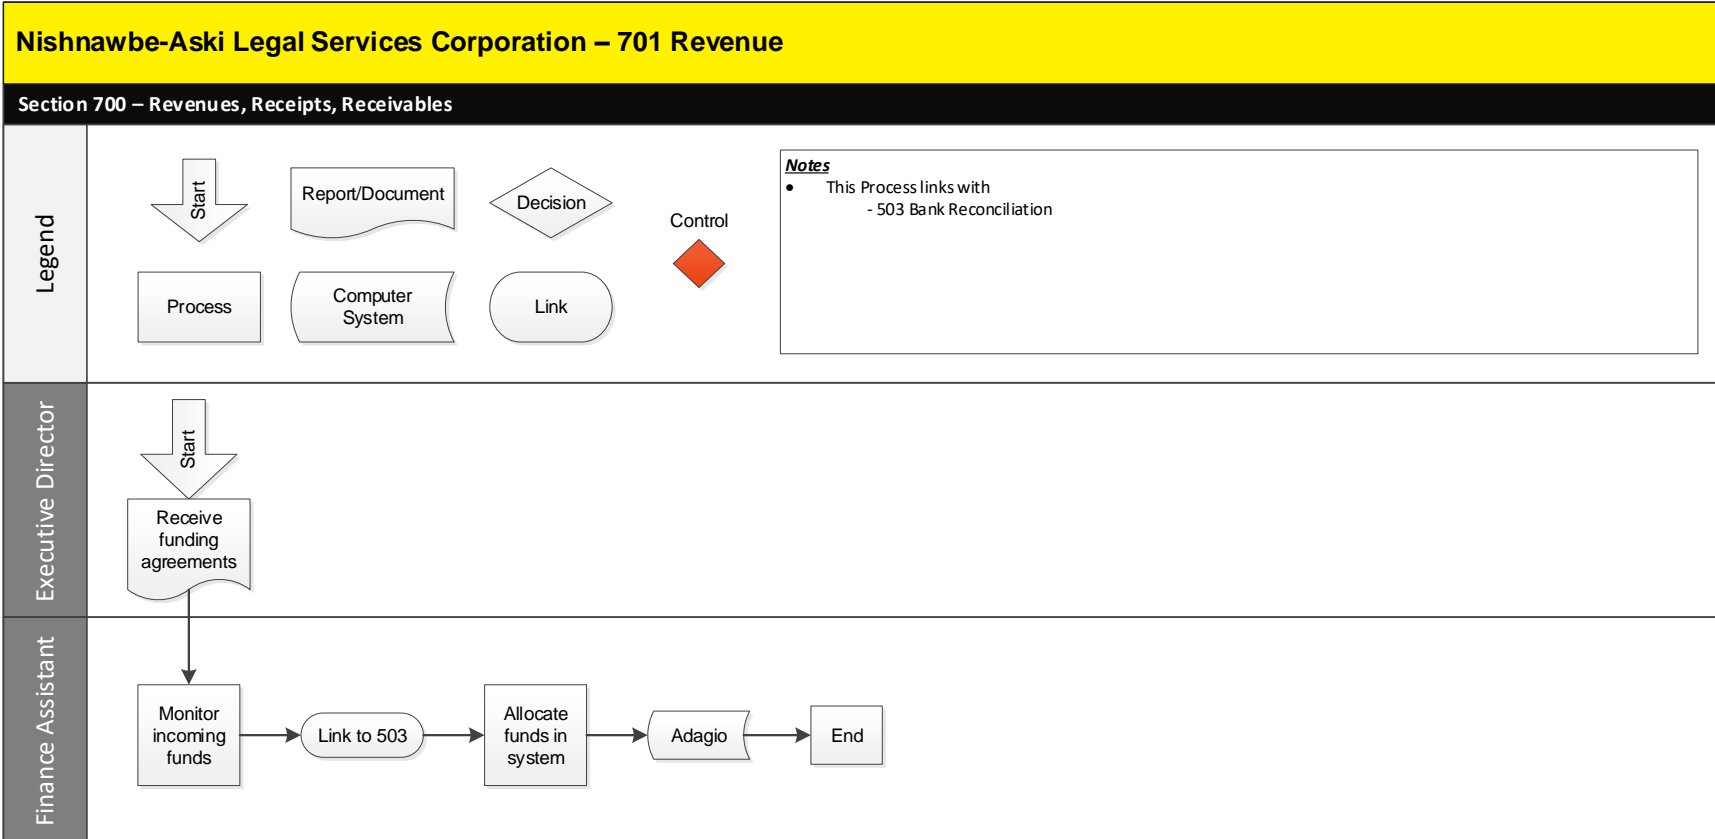 Nishnawbe-Aski Legal Services Corporation – 701 Revenue
Section 700 – Revenues, Receipts, Receivables
Legend
Start
Report/Document
Decision
Control
Process
Computer
System
Link
Notes
● This Process links with
- 503 Bank Reconciliation
Executive Director
Start
Receive
funding
agreements
Finance Assistant
Monitor
incoming
funds
Link to 503
Allocate
funds in
system
Adagio
End